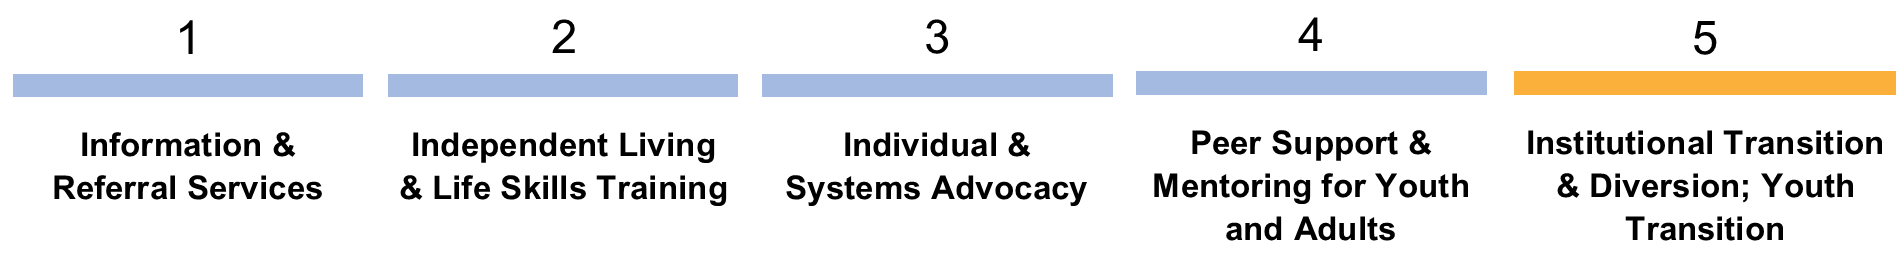 1
Information &
Referral Services
2
Independent Living
& Life Skills Training
3
Individual &
Systems Advocacy
4
Peer Support &
Mentoring for Youth
and Adults
5
Institutional Transition
& Diversion; Youth
Transition